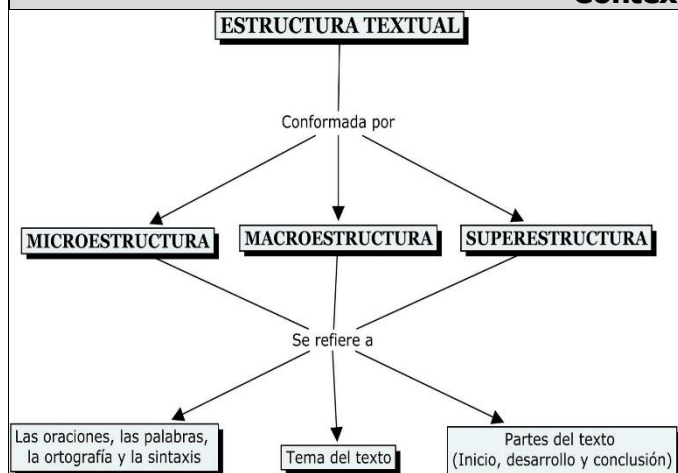 ESTRUCTURA TEXTUAL
Conformada por
MICROESTRUCTURA
MACROESTRUCTURA
SUPERESTRUCTURA
Se refiere a
Las oraciones, las palabras,
la ortografía y la sintaxis
Tema del texto
Partes del texto
(Inicio, desarrollo y conclusión)